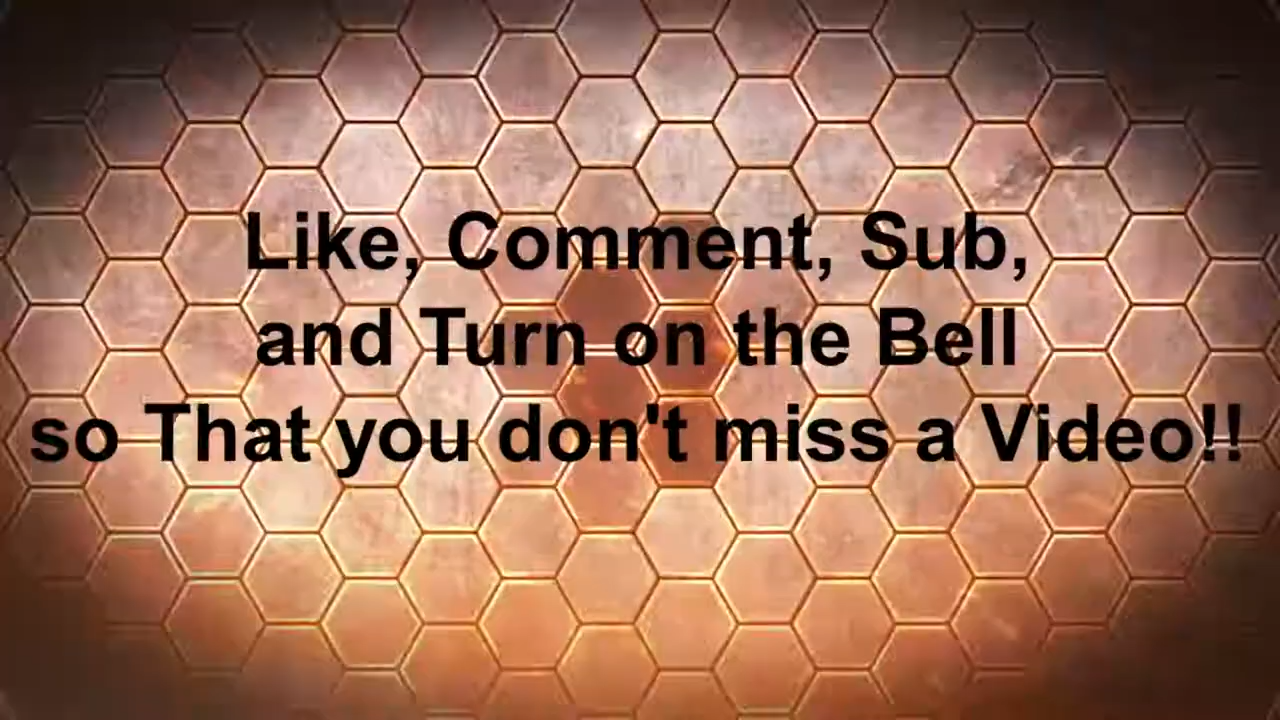 Like, Comment, Sub,
and Turn on the Bell
so That you don't miss a Video!!